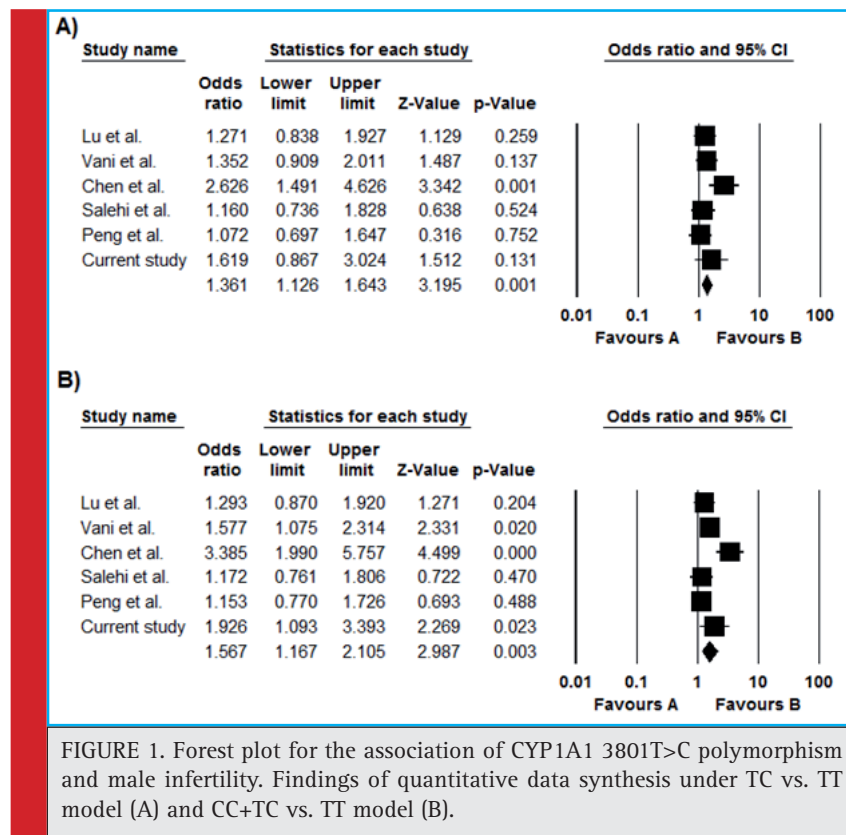 A)
Study name Statistics for each study Odds ratio and 95% CI
Odds Lower Upper
ratio limit limit Z-Value p-Value
Lu et al. 1.271 0.838 1.927 1.129 0.259
Vani et al. 1.352 0.909 2.011 1.487 0.137
Chen et al. 2.626 1.491 4.626 3.342 0.001
Salehi et al. 1.160 0.736 1.828 0.638 0.524
Peng et al. 1.072 0.697 1.647 0.316 0.752
Current study 1.619 0.867 3.024 1.512 0.131
1.361 1.126 1.643 3.195 0.001
0.01 0.1 1 10 100
Favours A Favours B
B)
Study name Statistics for each study Odds ratio and 95% CI
Odds Lower Upper
ratio limit limit Z-Value p-Value
Lu et al. 1.293 0.870 1.920 1.271 0.204
Vani et al. 1.577 1.075 2.314 2.331 0.020
Chen et al. 3.385 1.990 5.757 4.499 0.000
Salehi et al. 1.172 0.761 1.806 0.722 0.470
Peng et al. 1.153 0.770 1.726 0.693 0.488
Current study 1.926 1.093 3.393 2.269 0.023
1.567 1.167 2.105 2.987 0.003
0.01 0.1 1 10 100
Favours A Favours B
FIGURE 1. Forest plot for the association of CYP1A1 3801T>C polymorphism
and male infertility. Findings of quantitative data synthesis under TC vs. TT
model (A) and CC+TC vs. TT model (B).